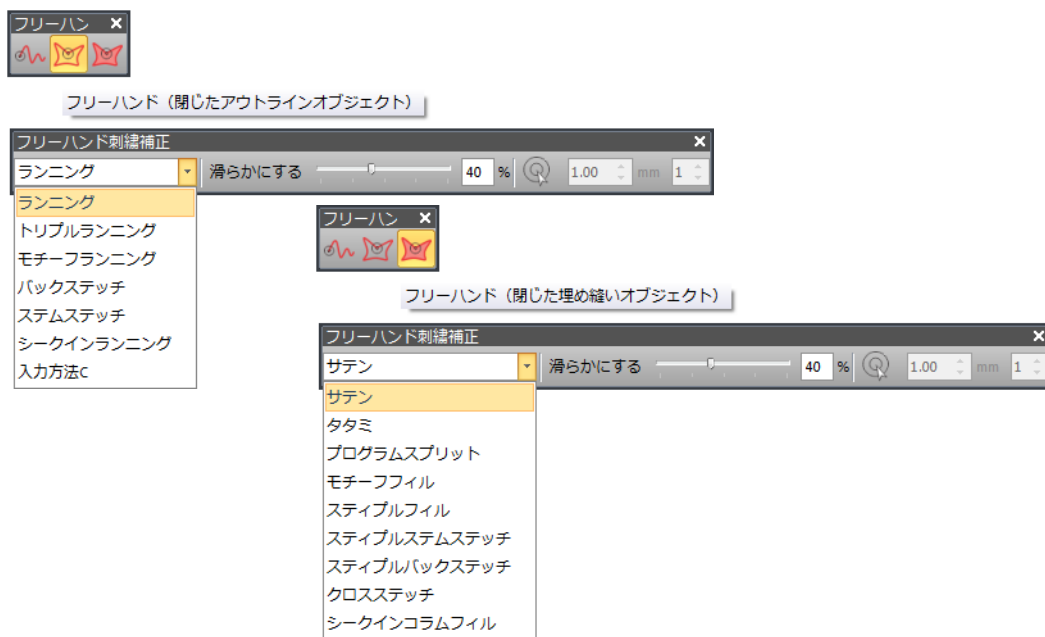 フリーハン
フリーハンド（閉じたアウトラインオブジェクト）
フリーハンド刺繍補正
ランニング 滑らかにする 40 % 1.00 mm 1
ランニング
トリプルランニング
モチーフランニング
バックステッチ
ステムステッチ
シークインランニング
入力方法C
フリーハン
フリーハンド（閉じた埋め縫いオブジェクト）
フリーハンド刺繍補正
サテン 滑らかにする 40 % 1.00 mm 1
サテン
タタミ
プログラムスプリット
モチーフフィル
スティプルフィル
スティプルステムステッチ
スティプルバックステッチ
クロスステッチ
シークインコラムフィル